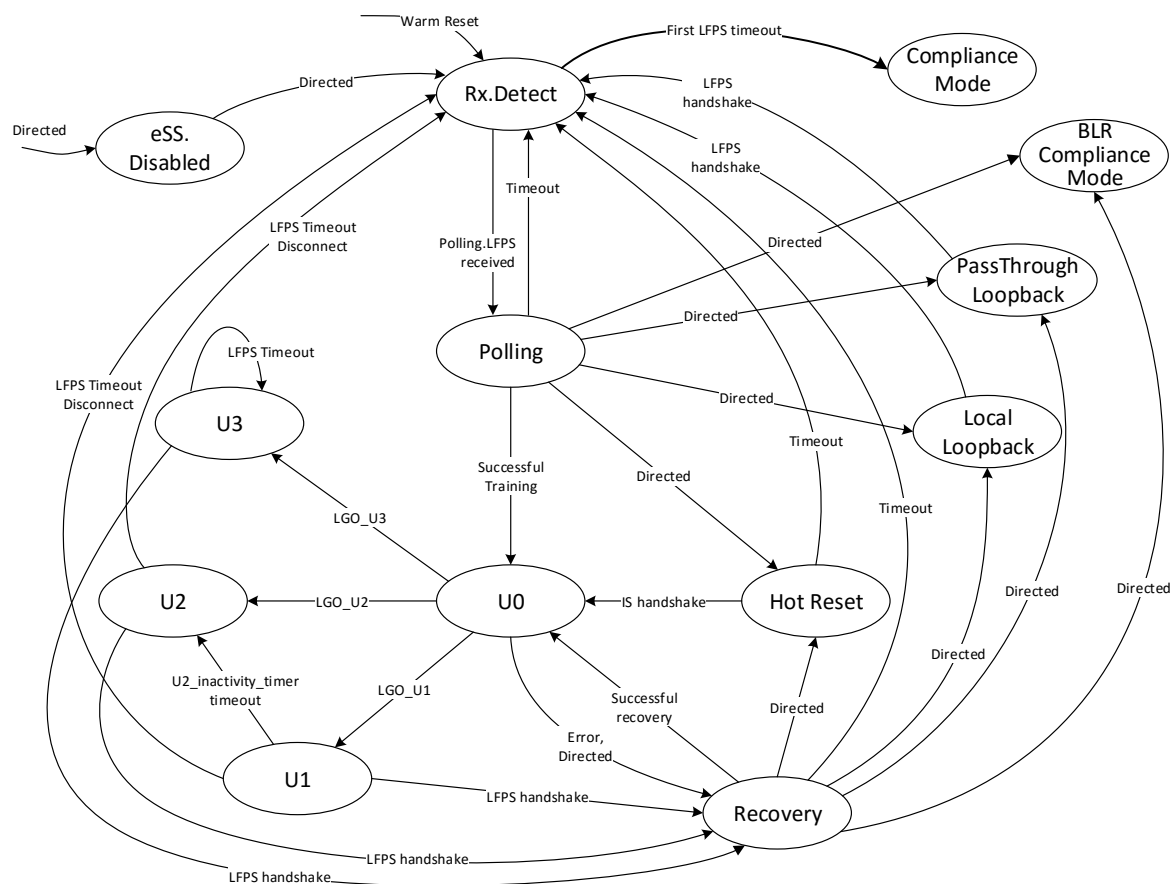 Warm Reset
First LFPS timeout
Compliance
Mode
Rx.Detect
LFPS
handshake
Directed
Directed
eSS.
Disabled
BLR
Compliance
Mode
LFPS
handshake
Timeout
LFPS Timeout
Disconnect
Polling.LFPS
received
Directed
PassThrough
Loopback
Directed
Polling
LFPS Timeout
LFPS Timeout
Disconnect
Directed
U3
Local
Loopback
Timeout
Successful
Training
Directed
LGO_U3
Timeout
U2
LGO_U2
U0
IS handshake
Hot Reset
Directed
Directed
Directed
U2_inactivity_timer
timeout
LGO_U1
Successful
recovery
Directed
Error,
Directed
U1
LFPS handshake
Recovery
LFPS handshake
LFPS handshake